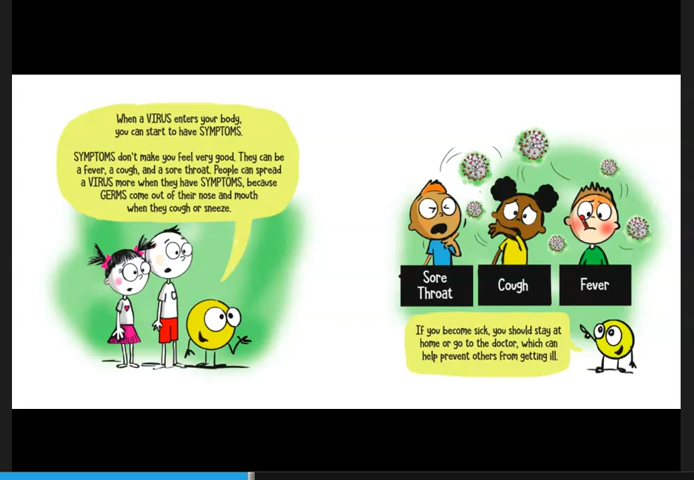 When a VIRUS enters your body,
you can start to have SYMPTOMS.
SYMPTOMS don't make you feel very good. They can be
a fever, a cough, and a sore throat. People can spread
a VIRUS more when they have SYMPTOMS, because
GERMS come out of their nose and mouth
when they cough or sneeze.
Sore
Throat
Cough
Fever
If you become sick, you should stay at
home or go to the doctor, which can
help prevent others from getting ill.